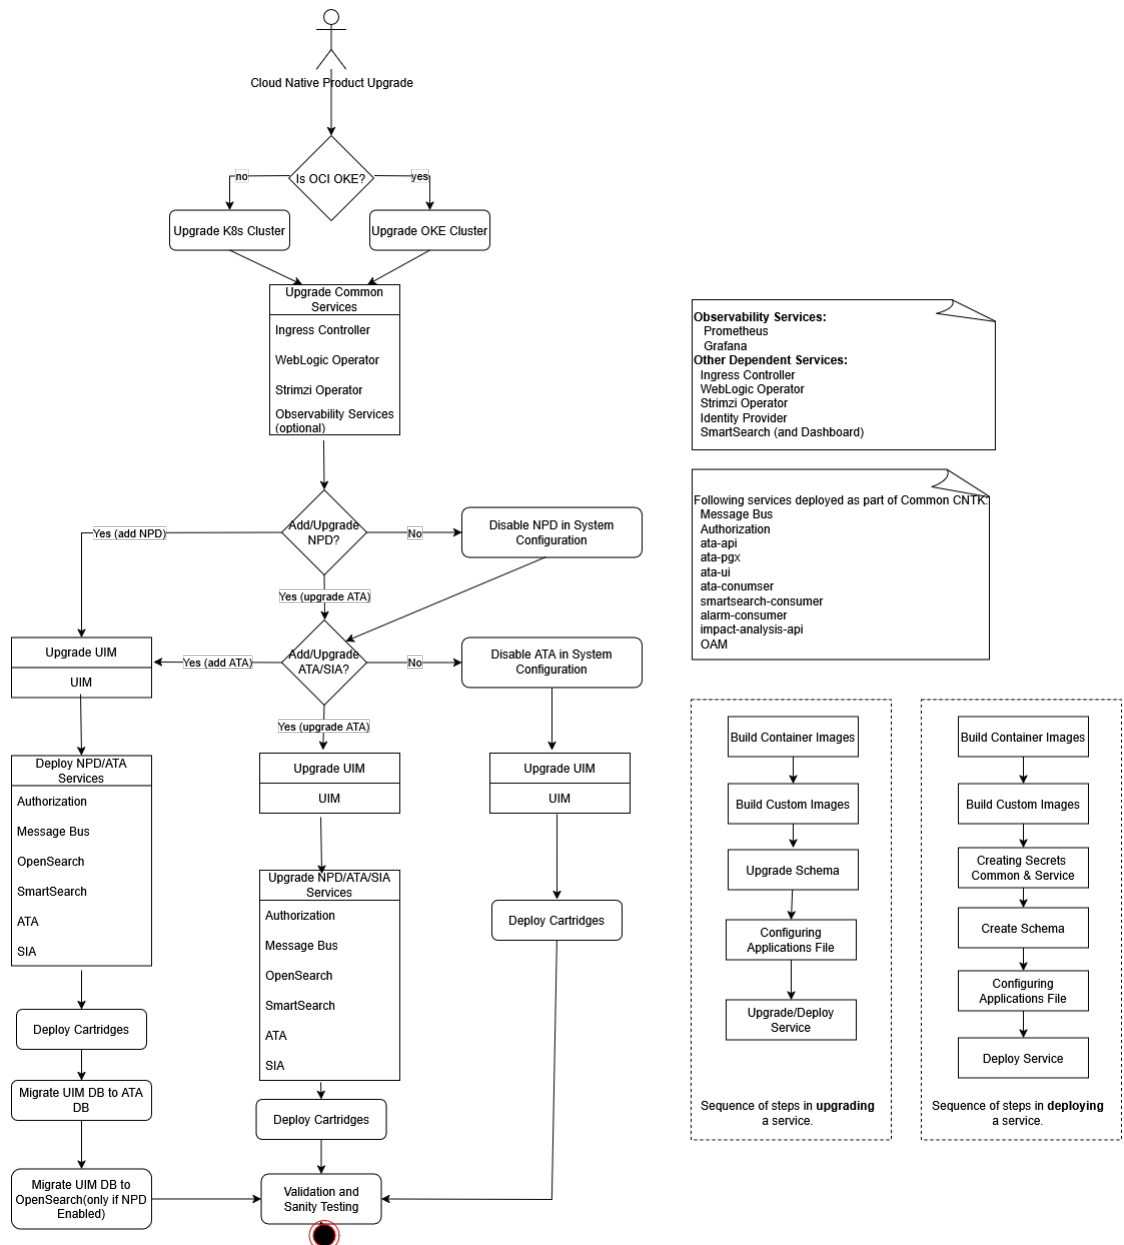 Cloud Native Product Upgrade
Is OCI OKE?
no
yes
Upgrade K8s Cluster
Upgrade OKE Cluster
Upgrade Common
Services
Ingress Controller
WebLogic Operator
Strimzi Operator
Observability Services
(optional)
Add/Upgrade
NPD?
Yes (add NPD)
No
Disable NPD in System
Configuration
Yes (upgrade ATA)
Add/Upgrade
ATA/SIA?
Yes (add ATA)
No
Disable ATA in System
Configuration
Yes (upgrade ATA)
Upgrade UIM
UIM
Deploy NPD/ATA
Services
Authorization
Message Bus
OpenSearch
SmartSearch
ATA
SIA
Deploy Cartridges
Migrate UIM DB to ATA
DB
Migrate UIM DB to
OpenSearch(only if NPD
Enabled)
Upgrade UIM
UIM
Upgrade NPD/ATA/SIA
Services
Authorization
Message Bus
OpenSearch
SmartSearch
ATA
SIA
Deploy Cartridges
Validation and
Sanity Testing
Upgrade UIM
UIM
Deploy Cartridges
Observability Services:
Prometheus
Grafana
Other Dependent Services:
Ingress Controller
WebLogic Operator
Strimzi Operator
Identity Provider
SmartSearch (and Dashboard)
Following services deployed as part of Common CNTK:
Message Bus
Authorization
ata-api
ata-pgx
ata-ui
ata-conumser
smartsearch-consumer
alarm-consumer
impact-analysis-api
OAM
Build Container Images
Build Custom Images
Upgrade Schema
Configuring
Applications File
Upgrade/Deploy
Service
Sequence of steps in upgrading
a service.
Build Container Images
Build Custom Images
Creating Secrets
Common & Service
Create Schema
Configuring
Applications File
Deploy Service
Sequence of steps in deploying
a service.